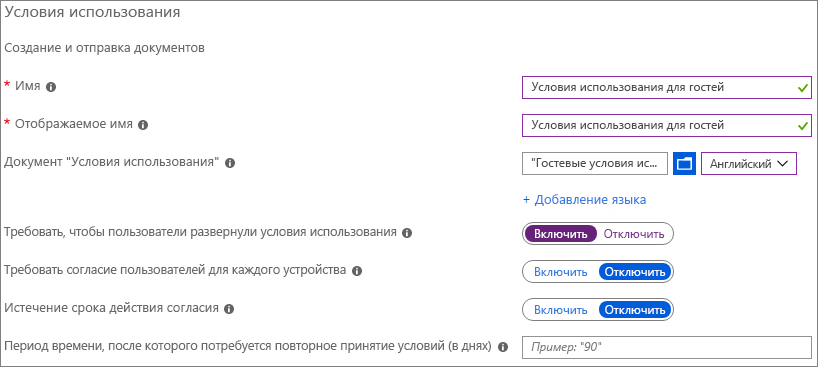 Условия использования
Создание и отправка документов
* Имя
Условия использования для гостей
* Отображаемое имя
Условия использования для гостей
Документ "Условия использования"
"Гостевые условия ис... Английский
+ Добавление языка
Требовать, чтобы пользователи развернули условия использования
Включить Отключить
Требовать согласие пользователей для каждого устройства
Включить Отключить
Истечение срока действия согласия
Включить Отключить
Период времени, после которого потребуется повторное принятие условий (в днях)
Пример: "90"